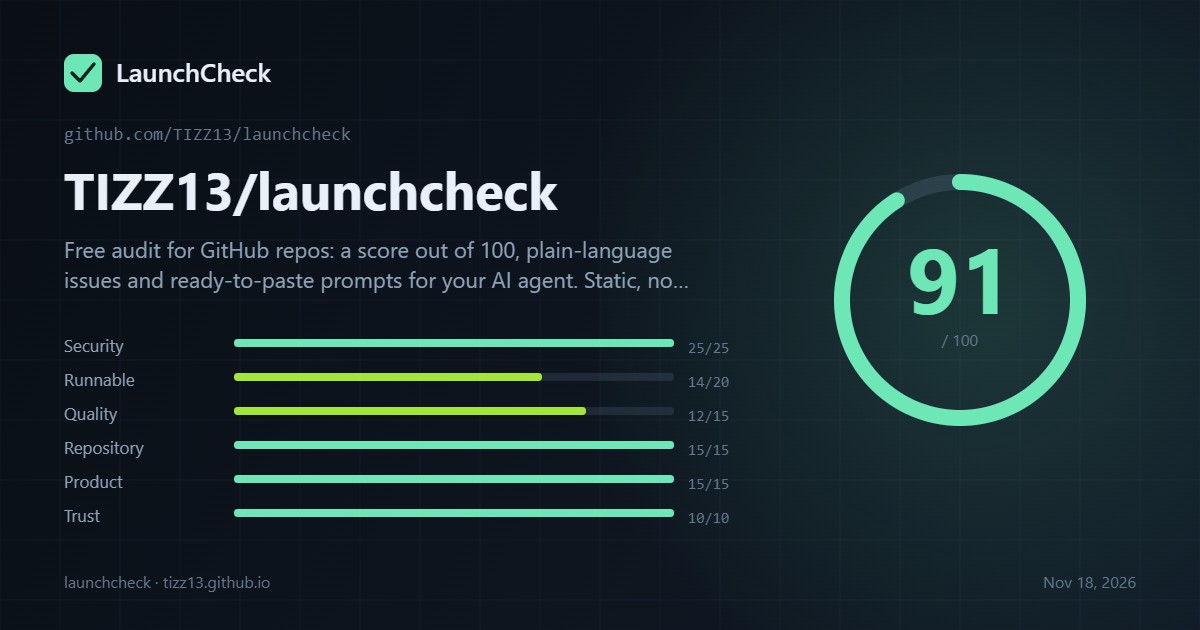 LaunchCheck
github.com/TIZZ13/launchcheck
TIZZ13/launchcheck
Free audit for GitHub repos: a score out of 100, plain-language
issues and ready-to-paste prompts for your AI agent. Static, no…
Security 25/25
Runnable 14/20
Quality 12/15
Repository 15/15
Product 15/15
Trust 10/10
91
/ 100
launchcheck · tizz13.github.io
Nov 18, 2026